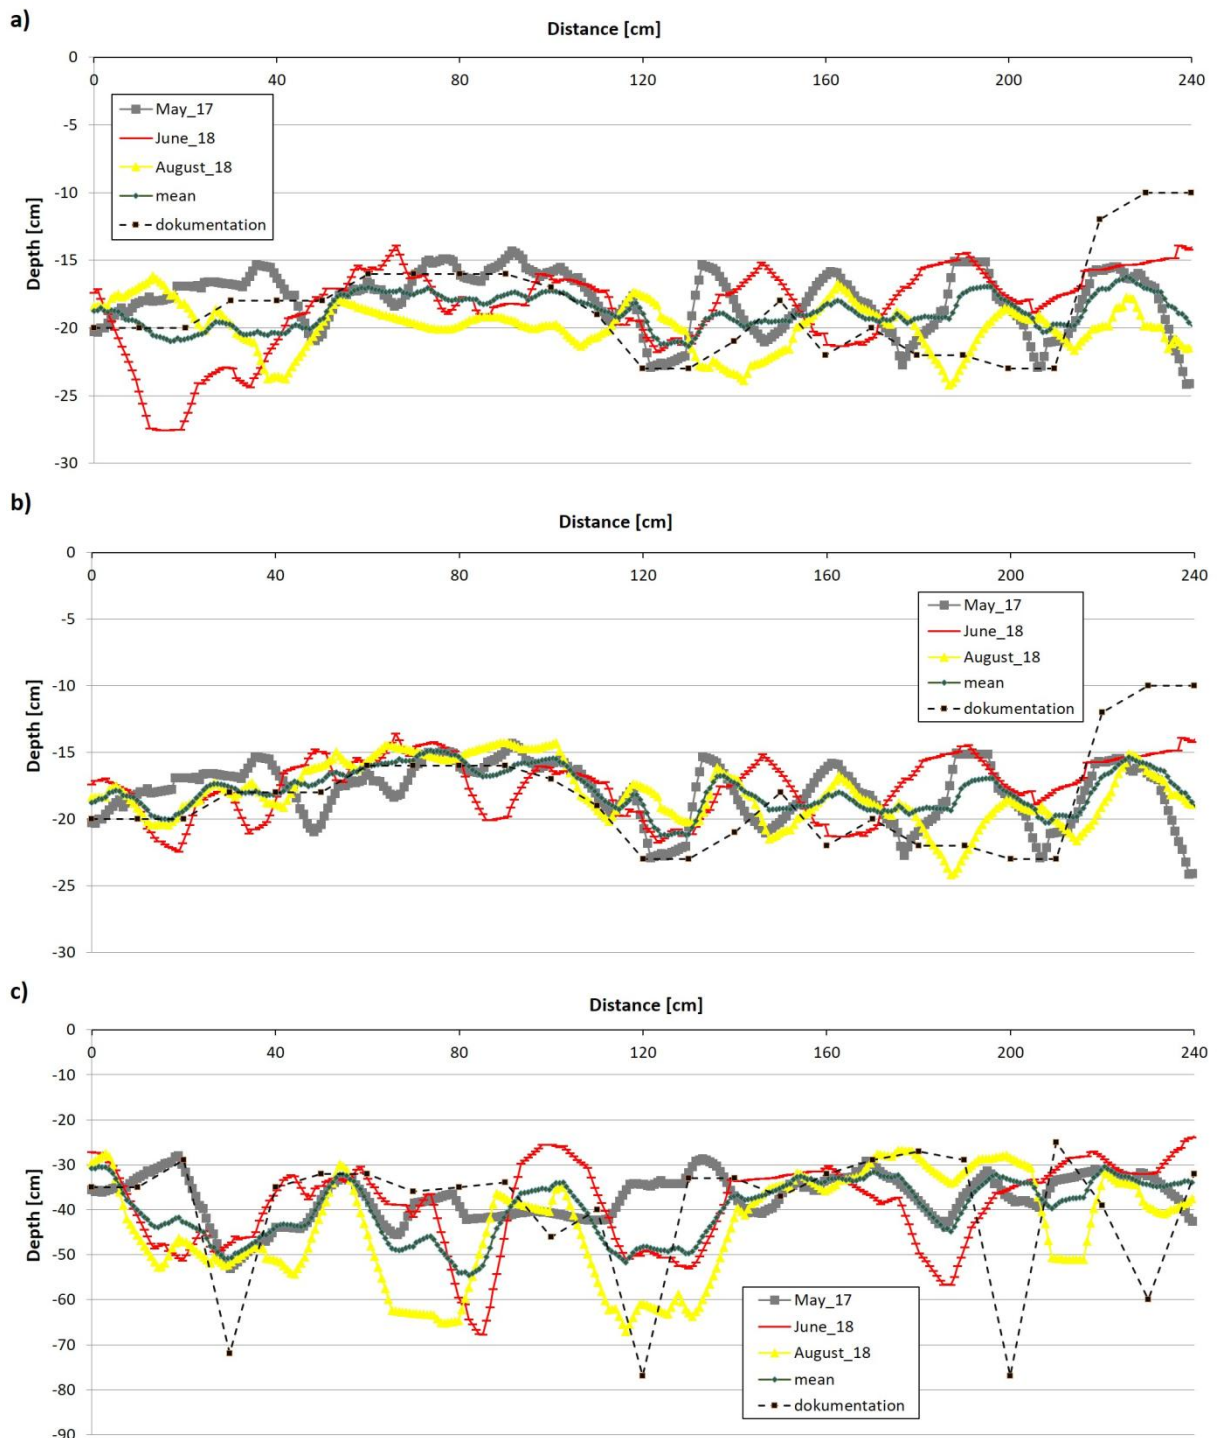 a)
Distance [cm]
0
0 40 80 120 160 200 240
May_17
June_18
August_18
mean
dokumentation
Depth [cm]
-5
-10
-15
-20
-25
-30
b)
Distance [cm]
0
0 40 80 120 160 200 240
May_17
June_18
August_18
mean
dokumentation
Depth [cm]
-5
-10
-15
-20
-25
-30
c)
Distance [cm]
0
0 40 80 120 160 200 240
Depth [cm]
-10
-20
-30
-40
-50
-60
-70
-80
-90
May_17
June_18
August_18
mean
dokumentation